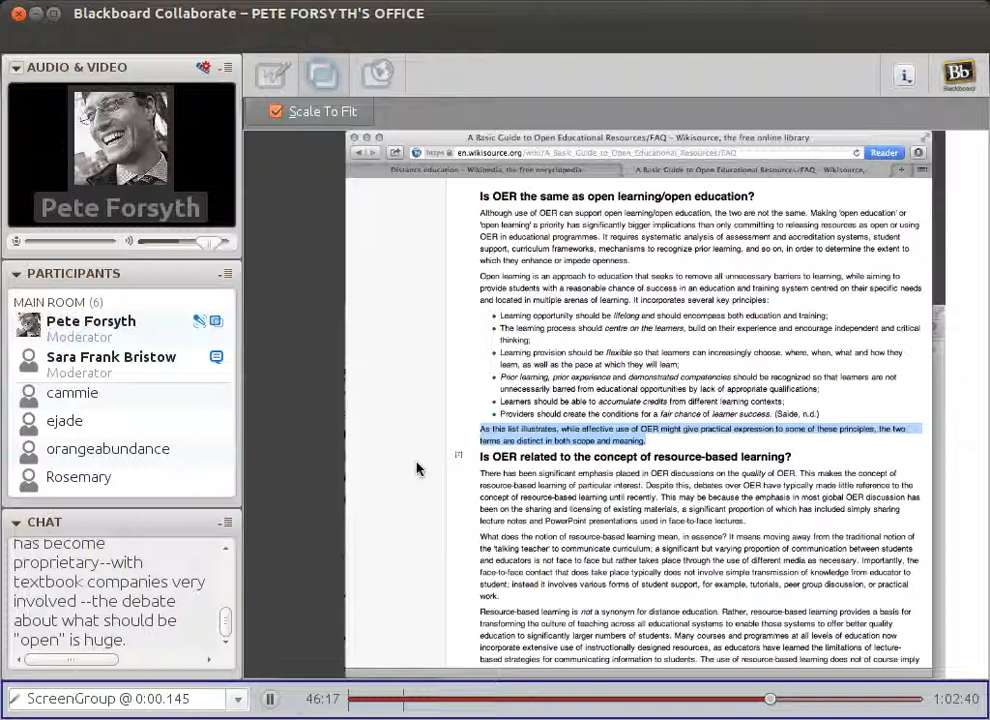 Blackboard Collaborate – PETE FORSYTH'S OFFICE
AUDIO & VIDEO
Pete Forsyth
PARTICIPANTS
MAIN ROOM (6)
Pete Forsyth
Moderator
Sara Frank Bristow
Moderator
cammie
ejade
orangeabundance
Rosemary
CHAT
has become
proprietary--with
textbook companies very
involved --the debate
about what should be
"open" is huge.
ScreenGroup @ 0:00.145
46:17
1:02:40
Scale To Fit
i
Bb
Blackboard
A Basic Guide to Open Educational Resources/FAQ – Wikisource, the free online library
https en.wikisource.org/wiki/A_Basic_Guide_to_Open_Educational_Resources/FAQ
Reader
Distance education – Wikipedia, the free encyclopedia
A Basic Guide to Open Educational Resources/FAQ – Wikisource,
Is OER the same as open learning/open education?
Although use of OER can support open learning/open education, the two are not the same. Making 'open education' or
'open learning' a priority has significantly bigger implications than only committing to releasing resources as open or using
OER in educational programmes. It requires systematic analysis of assessment and accreditation systems, student
support, curriculum frameworks, mechanisms to recognize prior learning, and so on, in order to determine the extent to
which they enhance or impede openness.
Open learning is an approach to education that seeks to remove all unnecessary barriers to learning, while aiming to
provide students with a reasonable chance of success in an education and training system centred on their specific needs
and located in multiple arenas of learning. It incorporates several key principles:
• Learning opportunity should be lifelong and should encompass both education and training;
• The learning process should centre on the learners, build on their experience and encourage independent and critical
thinking;
• Learning provision should be flexible so that learners can increasingly choose, where, when, what and how they
learn, as well as the pace at which they will learn;
• Prior learning, prior experience and demonstrated competencies should be recognized so that learners are not
unnecessarily barred from educational opportunities by lack of appropriate qualifications;
• Learners should be able to accumulate credits from different learning contexts;
• Providers should create the conditions for a fair chance of learner success. (Saide, n.d.)
As this list illustrates, while effective use of OER might give practical expression to some of these principles, the two
terms are distinct in both scope and meaning.
Is OER related to the concept of resource-based learning?
There has been significant emphasis placed in OER discussions on the quality of OER. This makes the concept of
resource-based learning of particular interest. Despite this, debates over OER have typically made little reference to the
concept of resource-based learning until recently. This may be because the emphasis in most global OER discussion has
been on the sharing and licensing of existing materials, a significant proportion of which has included simply sharing
lecture notes and PowerPoint presentations used in face-to-face lectures.
What does the notion of resource-based learning mean, in essence? It means moving away from the traditional notion of
the 'talking teacher' to communicate curriculum; a significant but varying proportion of communication between students
and educators is not face to face but rather takes place through the use of different media as necessary. Importantly, the
face-to-face contact that does take place typically does not involve simple transmission of knowledge from educator to
student; instead it involves various forms of student support, for example, tutorials, peer group discussion, or practical
work.
Resource-based learning is not a synonym for distance education. Rather, resource-based learning provides a basis for
transforming the culture of teaching across all educational systems to enable those systems to offer better quality
education to significantly larger numbers of students. Many courses and programmes at all levels of education now
incorporate extensive use of instructionally designed resources, as educators have learned the limitations of lecture-
based strategies for communicating information to students. The use of resource-based learning does not of course imply